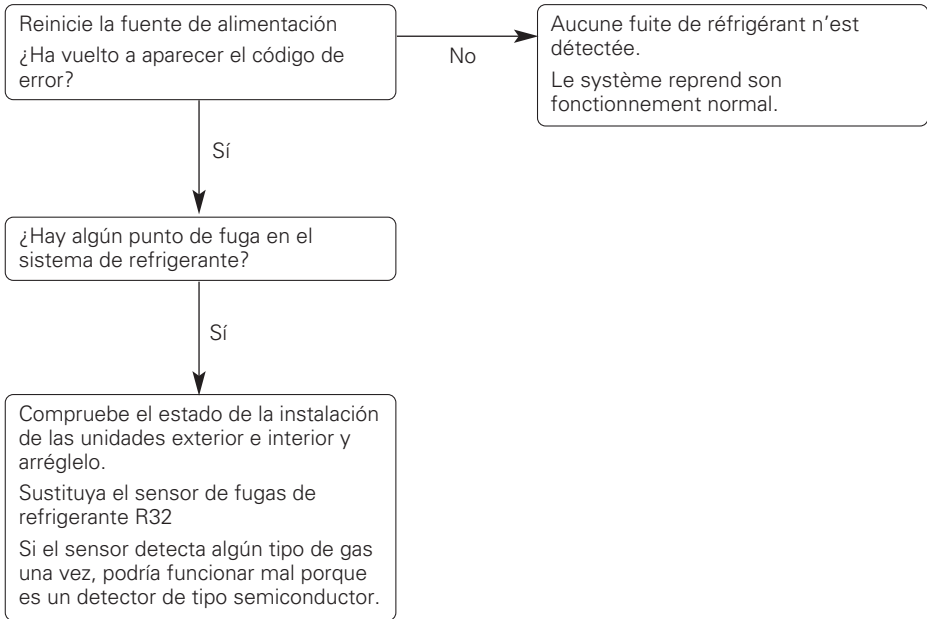 Reinicie la fuente de alimentación
¿Ha vuelto a aparecer el código de
error?
No
Aucune fuite de réfrigérant n’est
détectée.
Le système reprend son
fonctionnement normal.
Sí
¿Hay algún punto de fuga en el
sistema de refrigerante?
Sí
Compruebe el estado de la instalación
de las unidades exterior e interior y
arréglelo.
Sustituya el sensor de fugas de
refrigerante R32
Si el sensor detecta algún tipo de gas
una vez, podría funcionar mal porque
es un detector de tipo semiconductor.